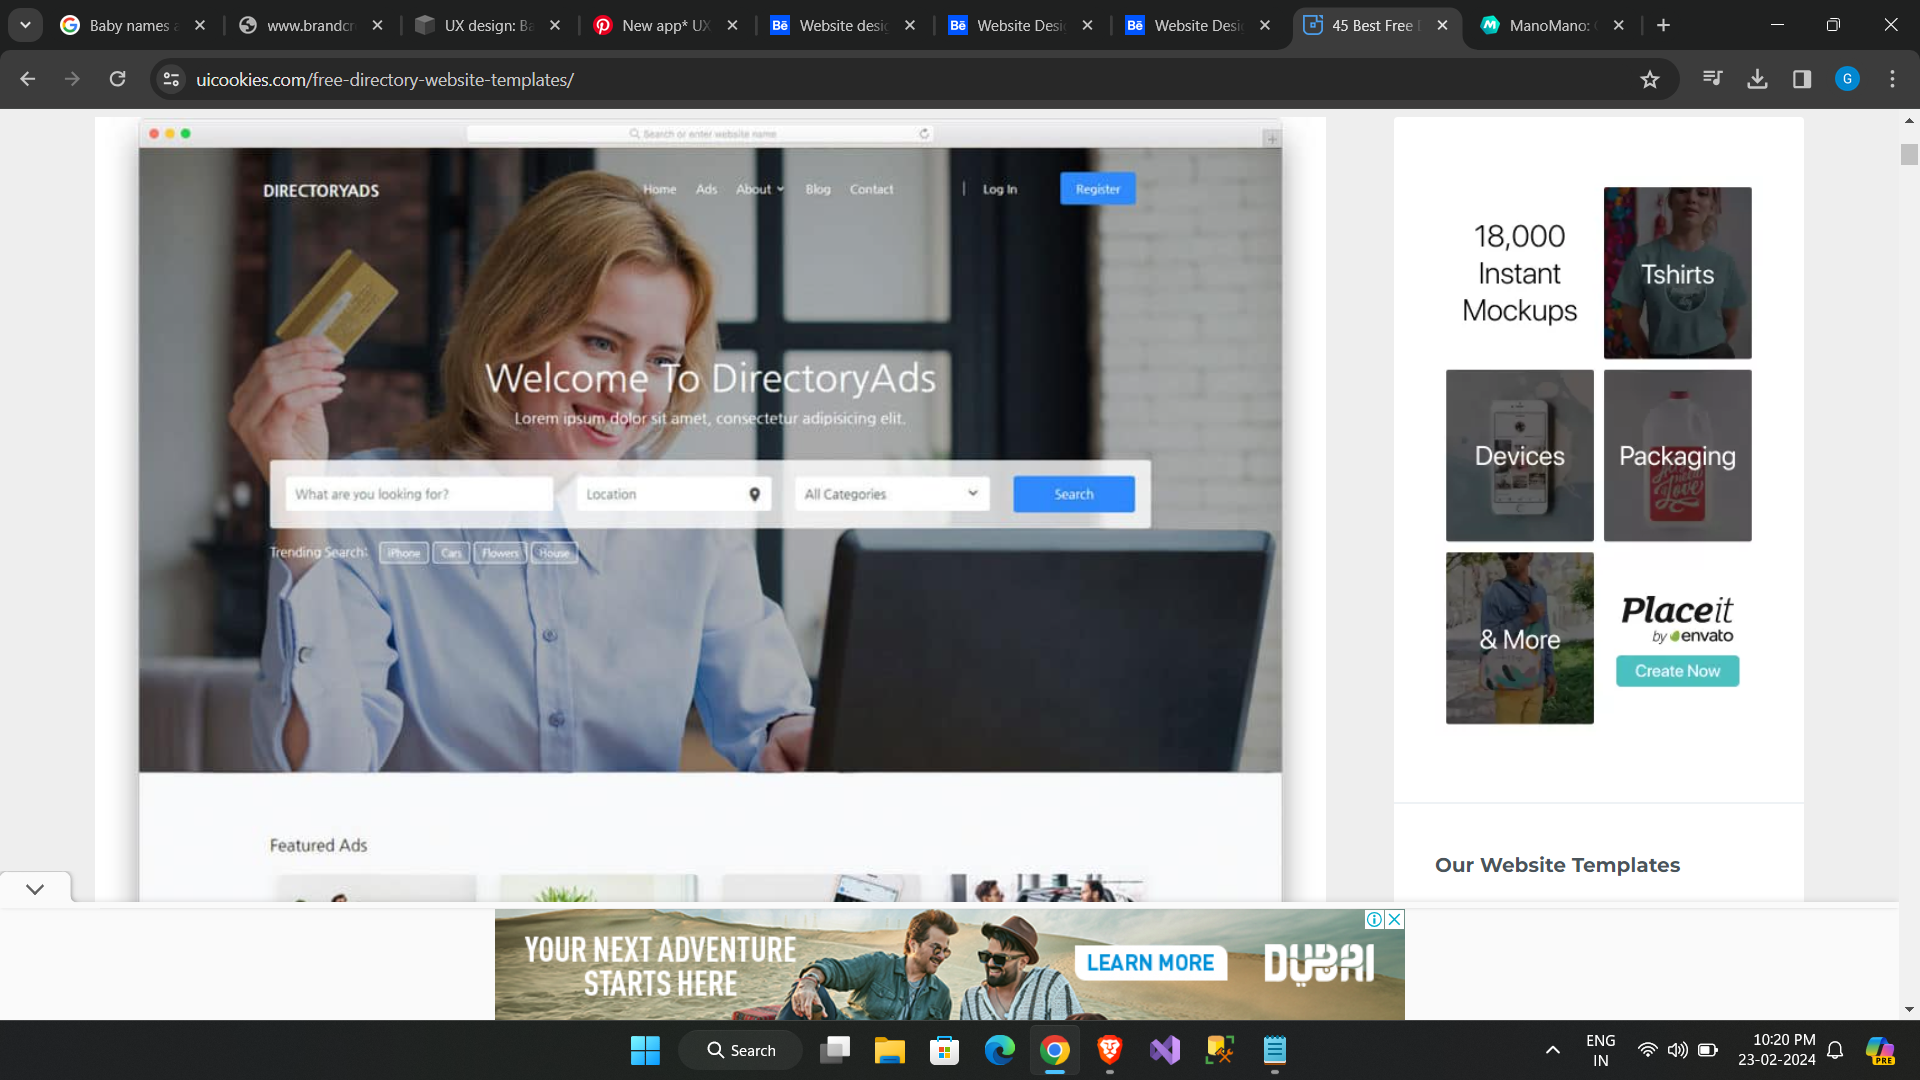 Baby names a
www.brandcr
UX design: Ba
New app* UX
Bē Website desig
Bē Website Desi
Bē Website Desi
45 Best Free D
ManoMano:
uicookies.com/free-directory-website-templates/
G
Search or enter website name
DIRECTORYADS
Home Ads About Blog Contact | Log In Register
Welcome To DirectoryAds
Lorem ipsum dolor sit amet, consectetur adipisicing elit.
What are you looking for? Location All Categories Search
Trending Search: iPhone Cars Flowers House
Featured Ads
18,000
Instant
Mockups
Tshirts
Devices
Packaging
& More
Placeit
by envato
Create Now
Our Website Templates
YOUR NEXT ADVENTURE
STARTS HERE
LEARN MORE
DUBAI
Search
ENG
IN
10:20 PM
23-02-2024
PRE